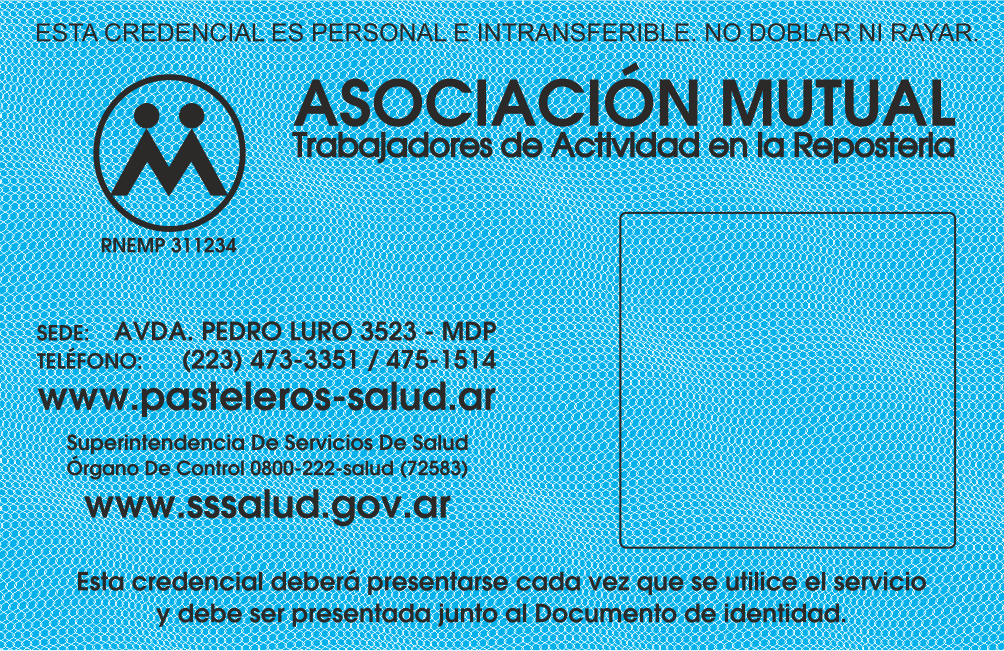 ESTA CREDENCIAL ES PERSONAL E INTRANSFERIBLE. NO DOBLAR NI RAYAR.
ASOCIACIÓN MUTUAL
Trabajadores de Actividad en la Reposteria
RNEMP 311234
SEDE: AVDA. PEDRO LURO 3523 - MDP
TELÉFONO: (223) 473-3351 / 475-1514
www.pasteleros-salud.ar
Superintendencia De Servicios De Salud
Órgano De Control 0800-222-salud (72583)
www.sssalud.gov.ar
Esta credencial deberá presentarse cada vez que se utilice el servicio
y debe ser presentada junto al Documento de identidad.